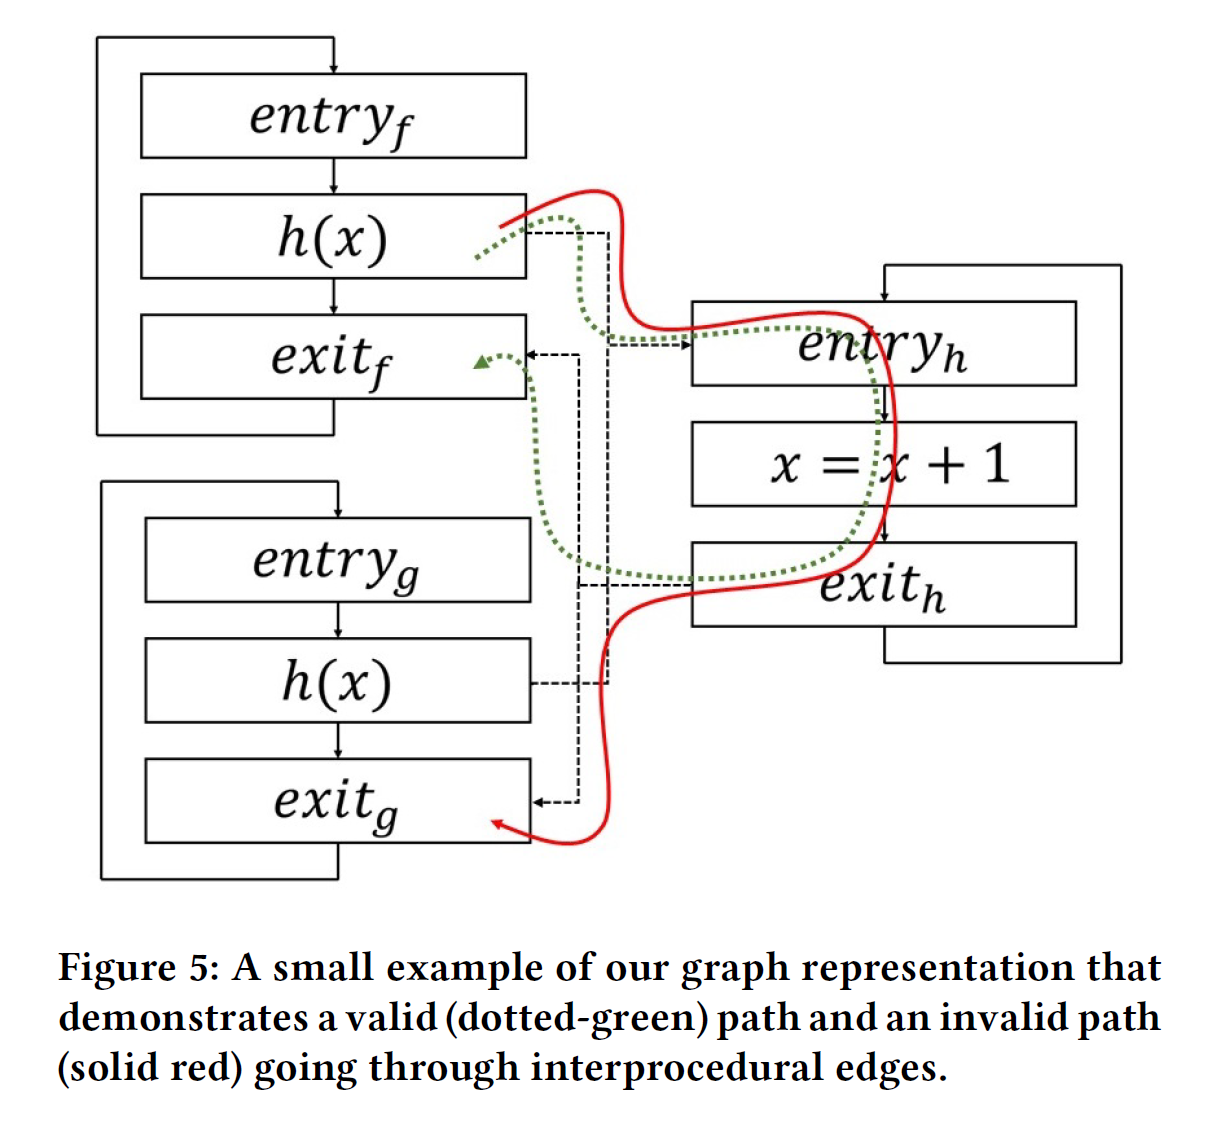 entry_f
h(x)
exit_f
entry_g
h(x)
exit_g
entry_h
x = x + 1
exit_h
Figure 5: A small example of our graph representation that
demonstrates a valid (dotted-green) path and an invalid path
(solid red) going through interprocedural edges.